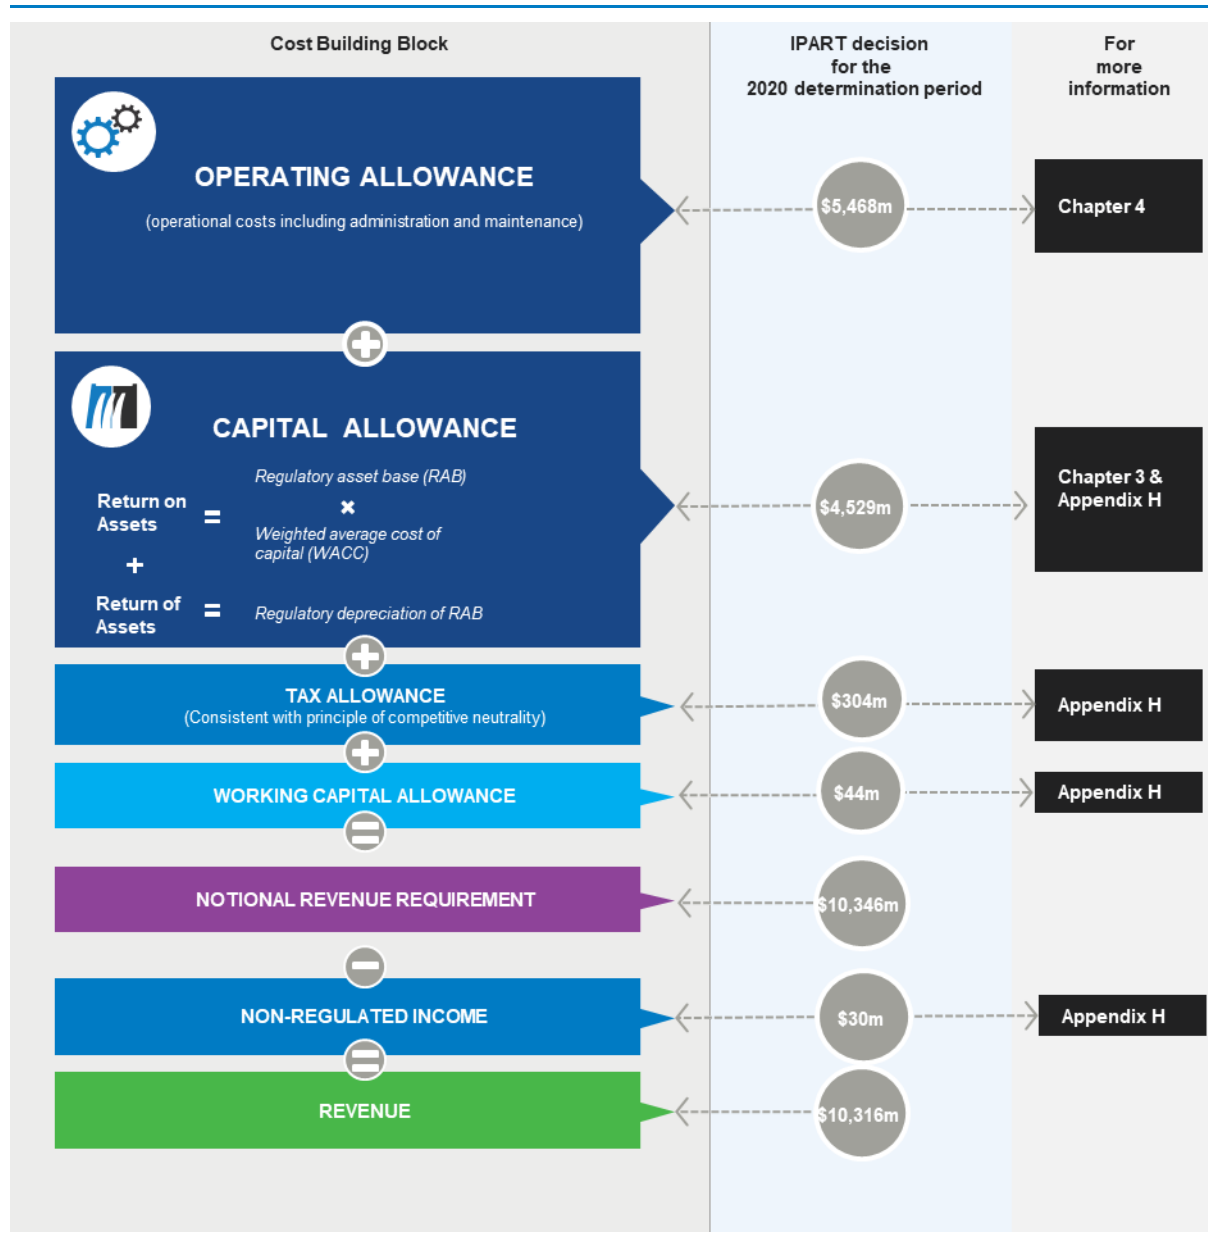 Cost Building Block
IPART decision
for the
2020 determination period
For
more
information
OPERATING ALLOWANCE
(operational costs including administration and maintenance)
$5,468m
Chapter 4
+
CAPITAL ALLOWANCE
Regulatory asset base (RAB)
Return on
Assets
=
×
Weighted average cost of
capital (WACC)
+
Return of
Assets
=
Regulatory depreciation of RAB
$4,529m
Chapter 3 &
Appendix H
+
TAX ALLOWANCE
(Consistent with principle of competitive neutrality)
$304m
Appendix H
+
WORKING CAPITAL ALLOWANCE
$44m
Appendix H
=
NOTIONAL REVENUE REQUIREMENT
$10,346m
−
NON-REGULATED INCOME
$30m
Appendix H
=
REVENUE
$10,316m